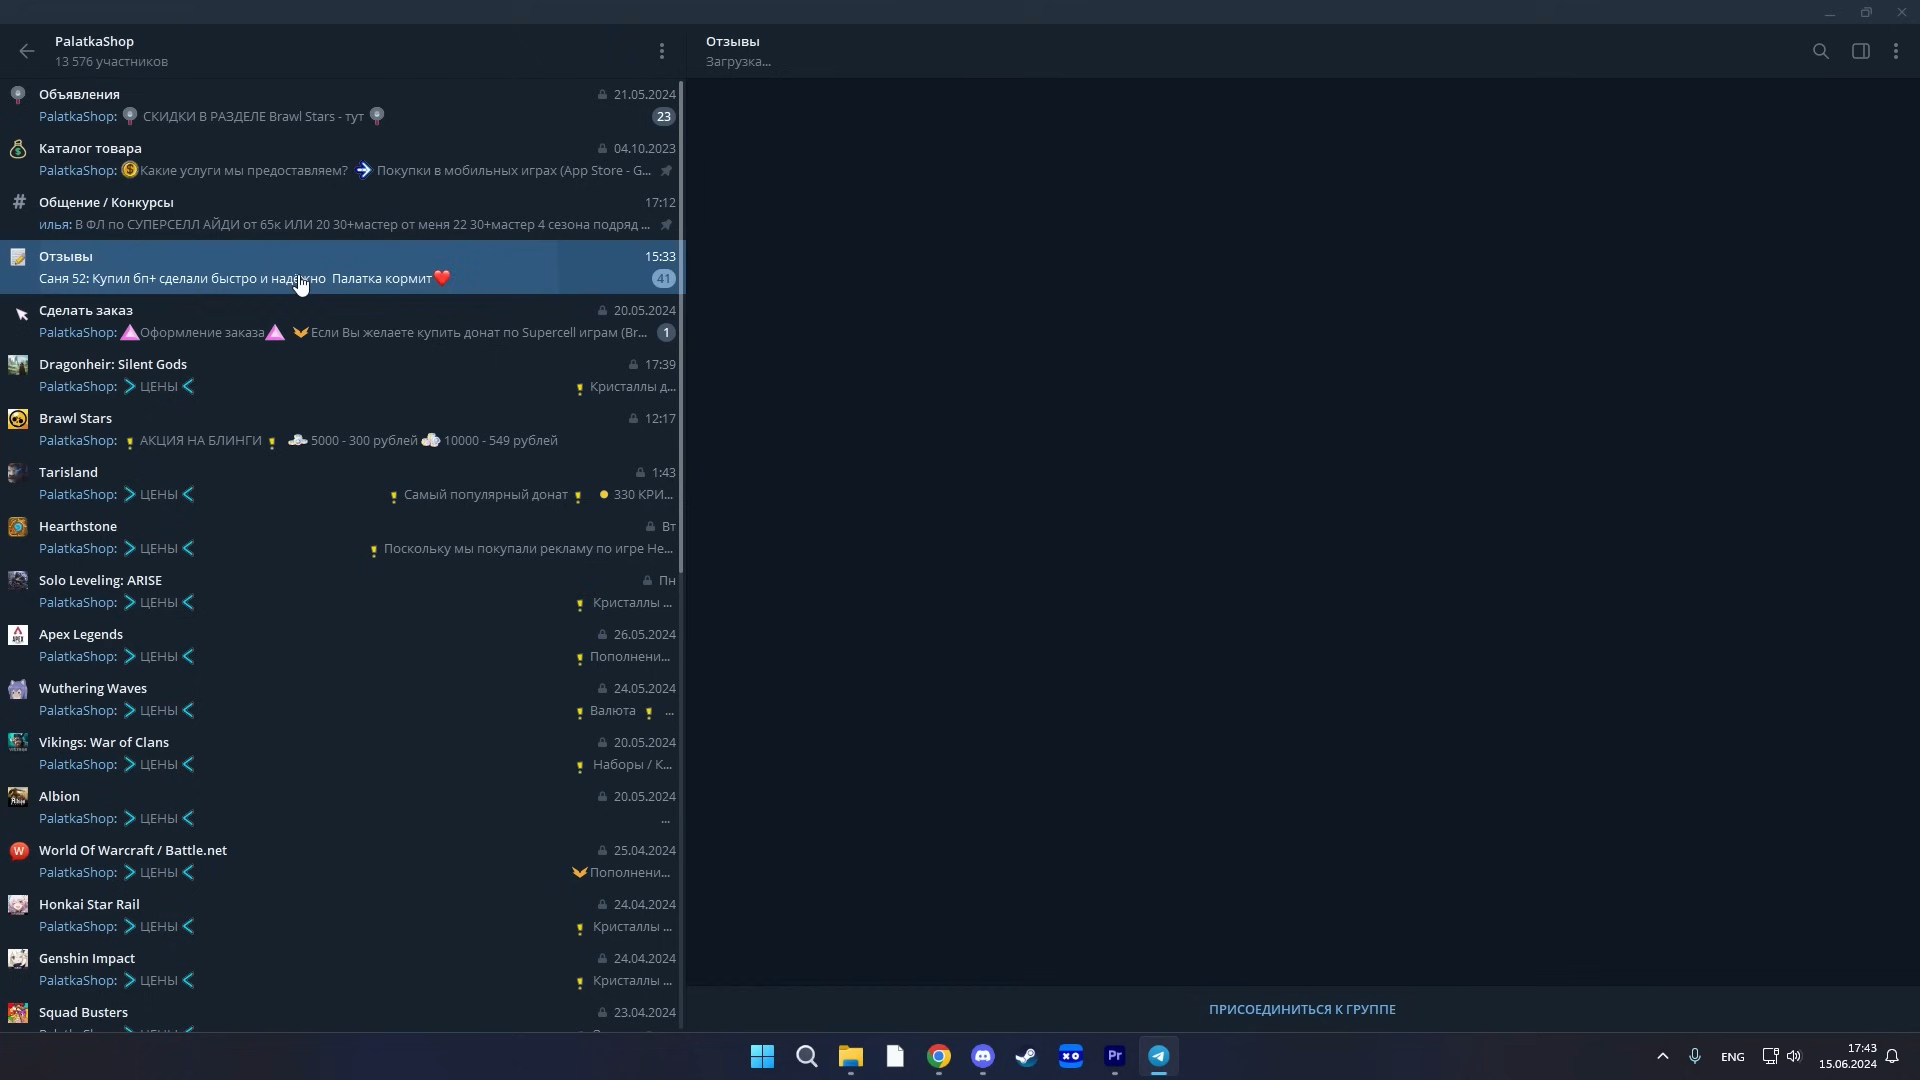 PalatkaShop
13 576 участников
Отзывы
Загрузка...
Объявления 21.05.2024
PalatkaShop: СКИДКИ В РАЗДЕЛЕ Brawl Stars - тут 23
Каталог товара 04.10.2023
PalatkaShop: Какие услуги мы предоставляем? Покупки в мобильных играх (App Store - G...
Общение / Конкурсы 17:12
илья: В ФЛ по СУПЕРСЕЛЛ АЙДИ от 65к ИЛИ 20 30+мастер от меня 22 30+мастер 4 сезона подряд ...
Отзывы 15:33
Саня 52: Купил бп+ сделали быстро и надёжно Палатка кормит❤️ 41
Сделать заказ 20.05.2024
PalatkaShop: Оформление заказа Если Вы желаете купить донат по Supercell играм (Br... 1
Dragonheir: Silent Gods 17:39
PalatkaShop: ЦЕНЫ ❗ Кристаллы д...
Brawl Stars 12:17
PalatkaShop: ❗ АКЦИЯ НА БЛИНГИ ❗ 5000 - 300 рублей 10000 - 549 рублей
Tarisland 1:43
PalatkaShop: ЦЕНЫ ❗ Самый популярный донат ❗ 330 КРИ...
Hearthstone Вт
PalatkaShop: ЦЕНЫ ❗ Поскольку мы покупали рекламу по игре He...
Solo Leveling: ARISE Пн
PalatkaShop: ЦЕНЫ ❗ Кристаллы ...
Apex Legends 26.05.2024
PalatkaShop: ЦЕНЫ ❗ Пополнени...
Wuthering Waves 24.05.2024
PalatkaShop: ЦЕНЫ ❗ Валюта ❗ ...
Vikings: War of Clans 20.05.2024
PalatkaShop: ЦЕНЫ ❗ Наборы / К...
Albion 20.05.2024
PalatkaShop: ЦЕНЫ ...
World Of Warcraft / Battle.net 25.04.2024
PalatkaShop: ЦЕНЫ Пополнени...
Honkai Star Rail 24.04.2024
PalatkaShop: ЦЕНЫ ❗ Кристаллы ...
Genshin Impact 24.04.2024
PalatkaShop: ЦЕНЫ ❗ Кристаллы ...
Squad Busters 23.04.2024
ПРИСОЕДИНИТЬСЯ К ГРУППЕ
ENG
17:43
15.06.2024